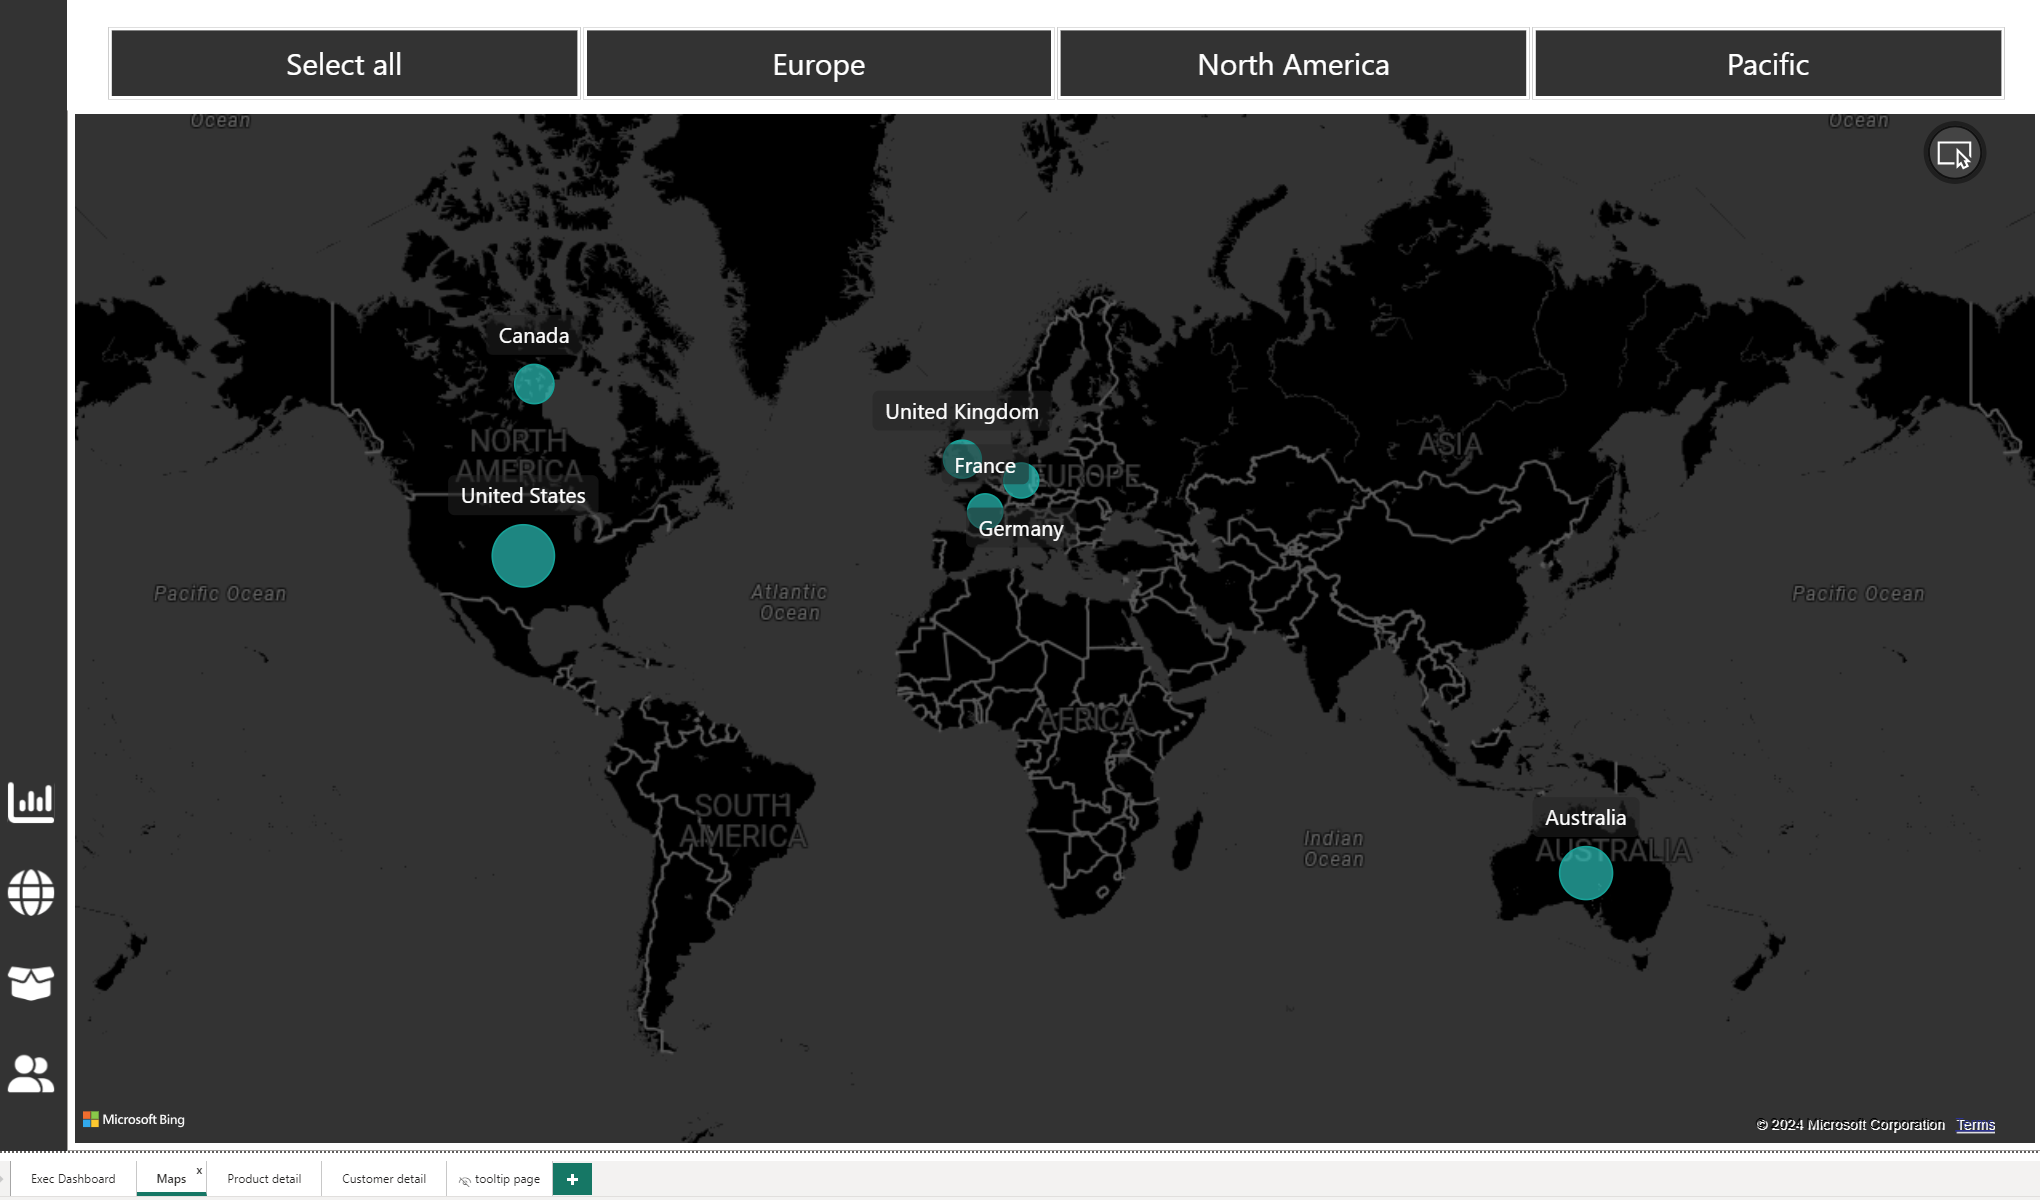 Select all
Europe
North America
Pacific
Ocean
Ocean
Canada
United Kingdom
NORTH
AMERICA
France
EUROPE
ASIA
United States
Germany
Pacific Ocean
Atlantic
Ocean
Pacific Ocean
AFRICA
SOUTH
AMERICA
Indian
Ocean
Australia
AUSTRALIA
Microsoft Bing
© 2024 Microsoft Corporation Terms
Exec Dashboard
Maps
x
Product detail
Customer detail
tooltip page
+